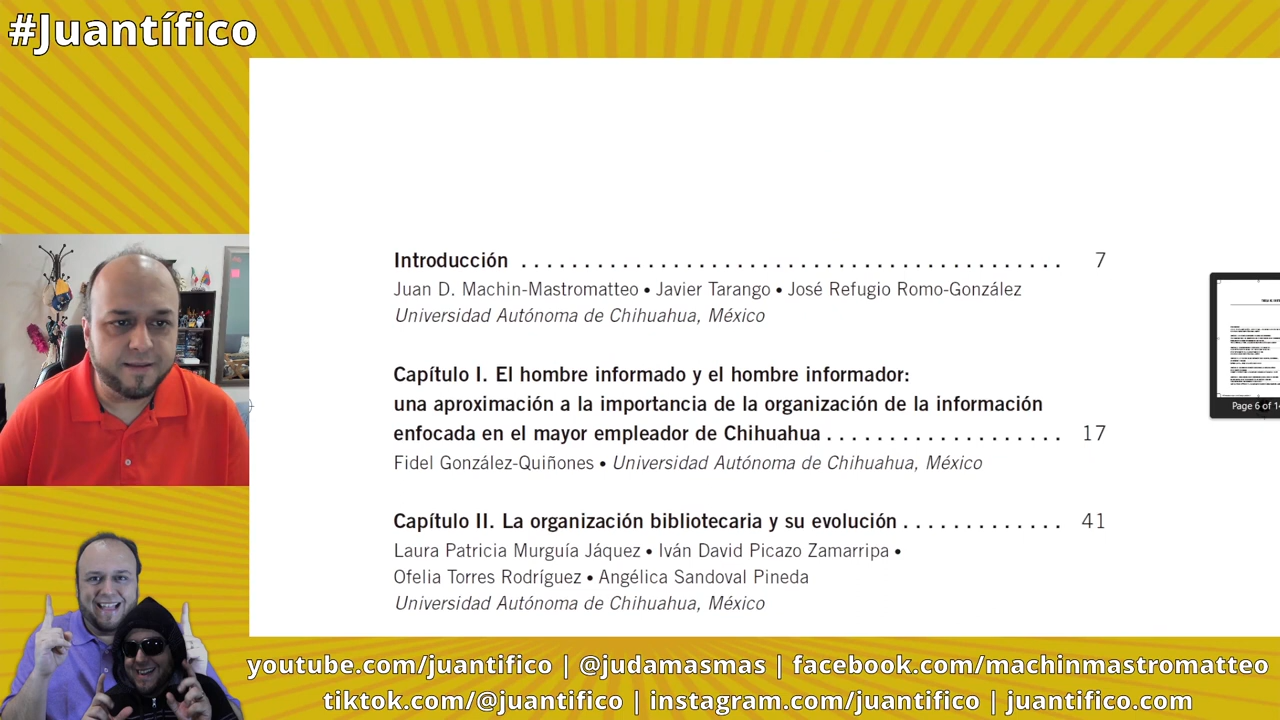 #Juantífico
Introducción . . . . . . . . . . . . . . . . . . . . . . . . . . . . . . . . . . . . . . . . . . . 7
Juan D. Machin-Mastromatteo • Javier Tarango • José Refugio Romo-González
Universidad Autónoma de Chihuahua, México
Capítulo I. El hombre informado y el hombre informador:
una aproximación a la importancia de la organización de la información
enfocada en el mayor empleador de Chihuahua . . . . . . . . . . . . . . . . . . . 17
Fidel González-Quiñones • Universidad Autónoma de Chihuahua, México
Capítulo II. La organización bibliotecaria y su evolución . . . . . . . . . . . . . 41
Laura Patricia Murguía Jáquez • Iván David Picazo Zamarripa •
Ofelia Torres Rodríguez • Angélica Sandoval Pineda
Universidad Autónoma de Chihuahua, México
Page 6 of 1
youtube.com/juantifico | @judamasmas | facebook.com/machinmastromatteo
tiktok.com/@juantifico | instagram.com/juantifico | juantifico.com